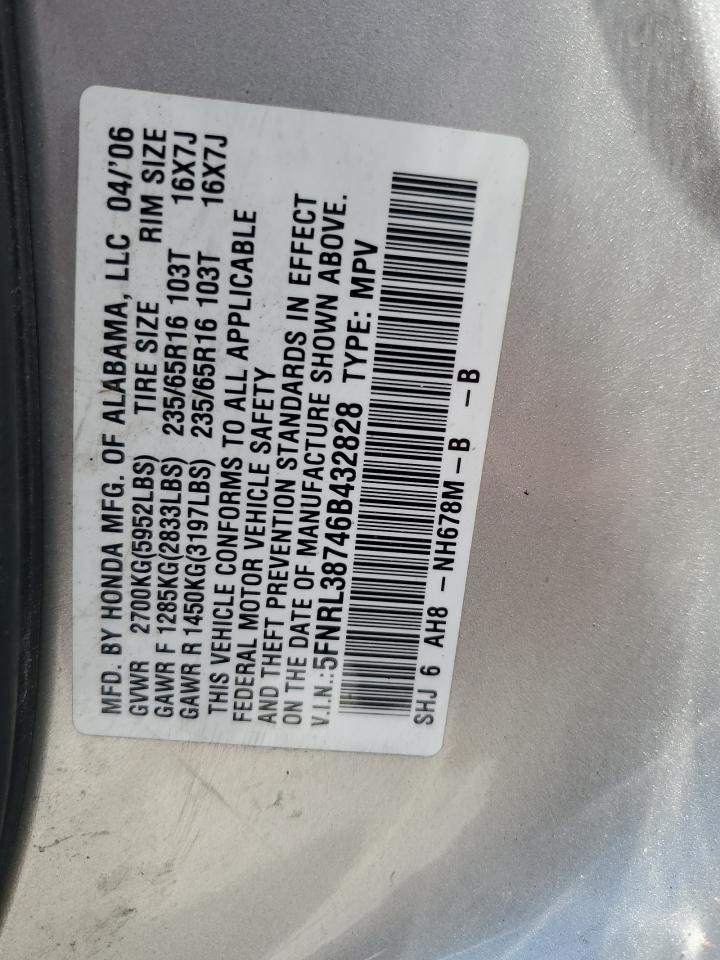 MFD. BY HONDA MFG. OF ALABAMA, LLC 04/'06
GVWR 2700KG(5952LBS) TIRE SIZE RIM SIZE
GAWR F 1285KG(2833LBS) 235/65R16 103T 16X7J
GAWR R 1450KG(3197LBS) 235/65R16 103T 16X7J
THIS VEHICLE CONFORMS TO ALL APPLICABLE
FEDERAL MOTOR VEHICLE SAFETY
AND THEFT PREVENTION STANDARDS IN EFFECT
ON THE DATE OF MANUFACTURE SHOWN ABOVE.
V.I.N.:5FNRL38746B432828 TYPE: MPV
SHJ 6 AH8 -NH678M-B -B